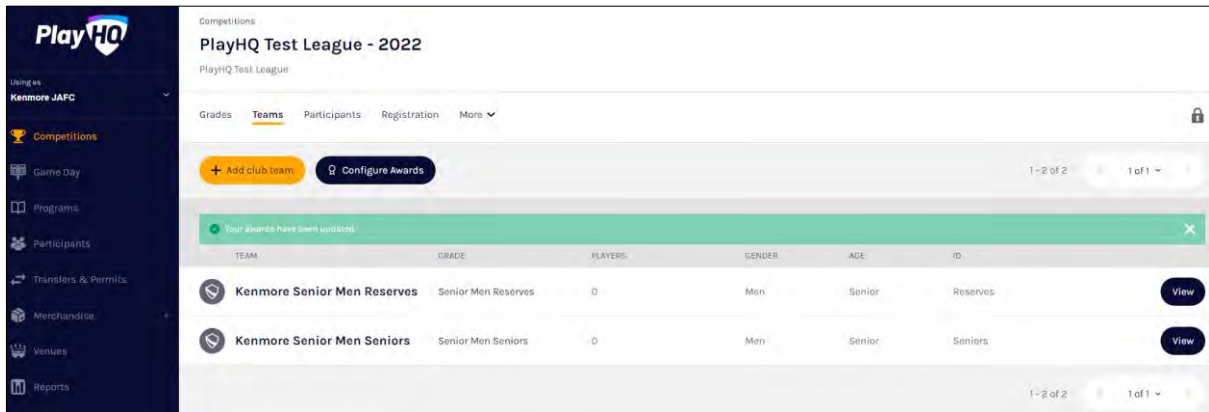 PlayHQ
Using as
Kenmore JAFC
Competitions
Game Day
Programs
Participants
Transfers & Permits
Merchandise
Venues
Reports
Competitions
PlayHQ Test League - 2022
PlayHQ Test League
Grades Teams Participants Registration More
+ Add club team Configure Awards 1-2 of 2 1 of 1
Your awards have been updated.
TEAM GRADE PLAYERS GENDER AGE ID
Kenmore Senior Men Reserves Senior Men Reserves 0 Men Senior Reserves View
Kenmore Senior Men Seniors Senior Men Seniors 0 Men Senior Seniors View
1-2 of 2 1 of 1